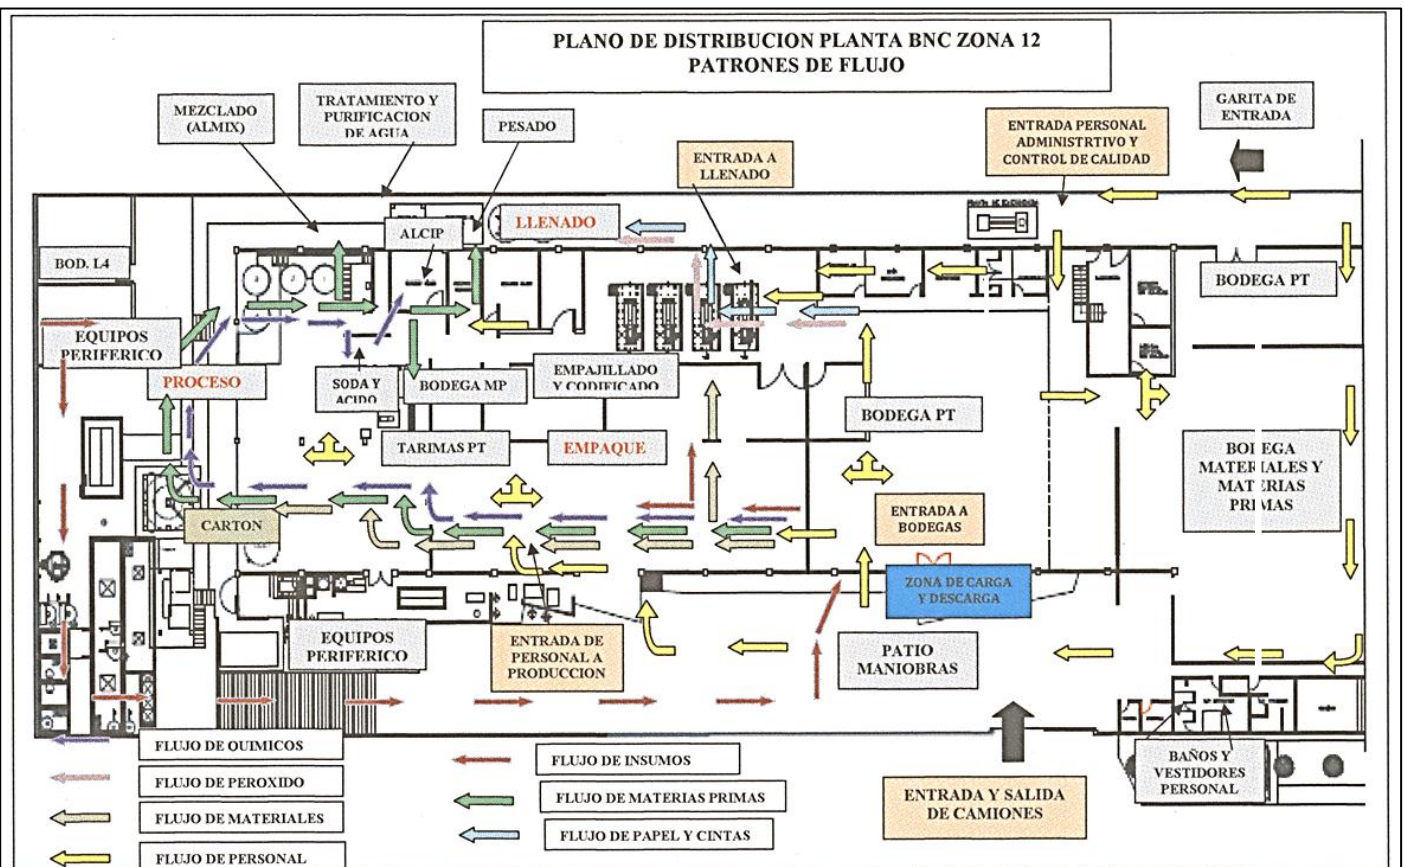 PLANO DE DISTRIBUCION PLANTA BNC ZONA 12
PATRONES DE FLUJO
MEZCLADO
(ALMIX)
TRATAMIENTO Y
PURIFICACION
DE AGUA
PESADO
ENTRADA A
LLENADO
ENTRADA PERSONAL
ADMINISTRTIVO Y
CONTROL DE CALIDAD
GARITA DE
ENTRADA
LLENADO
ALCIP
BOD. L4
BODEGA PT
EQUIPOS
PERIFERICO
PROCESO
SODA Y
ACIDO
BODEGA MP
EMPAJILLADO
Y CODIFICADO
BODEGA PT
TARIMAS PT
EMPAQUE
BODEGA
MATERIALES Y
MATERIAS
PRIMAS
CARTON
ENTRADA A
BODEGAS
ZONA DE CARGA
Y DESCARGA
EQUIPOS
PERIFERICO
ENTRADA DE
PERSONAL A
PRODUCCION
PATIO
MANIOBRAS
FLUJO DE QUIMICOS
FLUJO DE PEROXIDO
FLUJO DE MATERIALES
FLUJO DE PERSONAL
FLUJO DE INSUMOS
FLUJO DE MATERIAS PRIMAS
FLUJO DE PAPEL Y CINTAS
ENTRADA Y SALIDA
DE CAMIONES
BAÑOS Y
VESTIDORES
PERSONAL